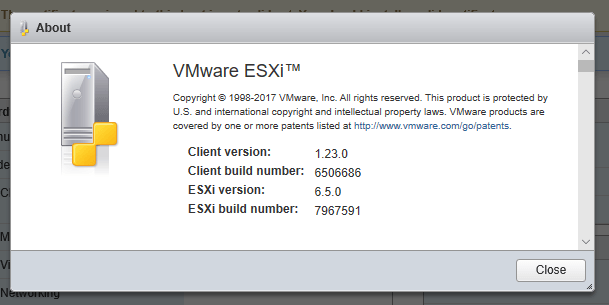 About
VMware ESXi™
Copyright © 1998-2017 VMware, Inc. All rights reserved. This product is protected by
U.S. and international copyright and intellectual property laws. VMware products are
covered by one or more patents listed at http://www.vmware.com/go/patents.
Client version: 1.23.0
Client build number: 6506686
ESXi version: 6.5.0
ESXi build number: 7967591
Close
Networking